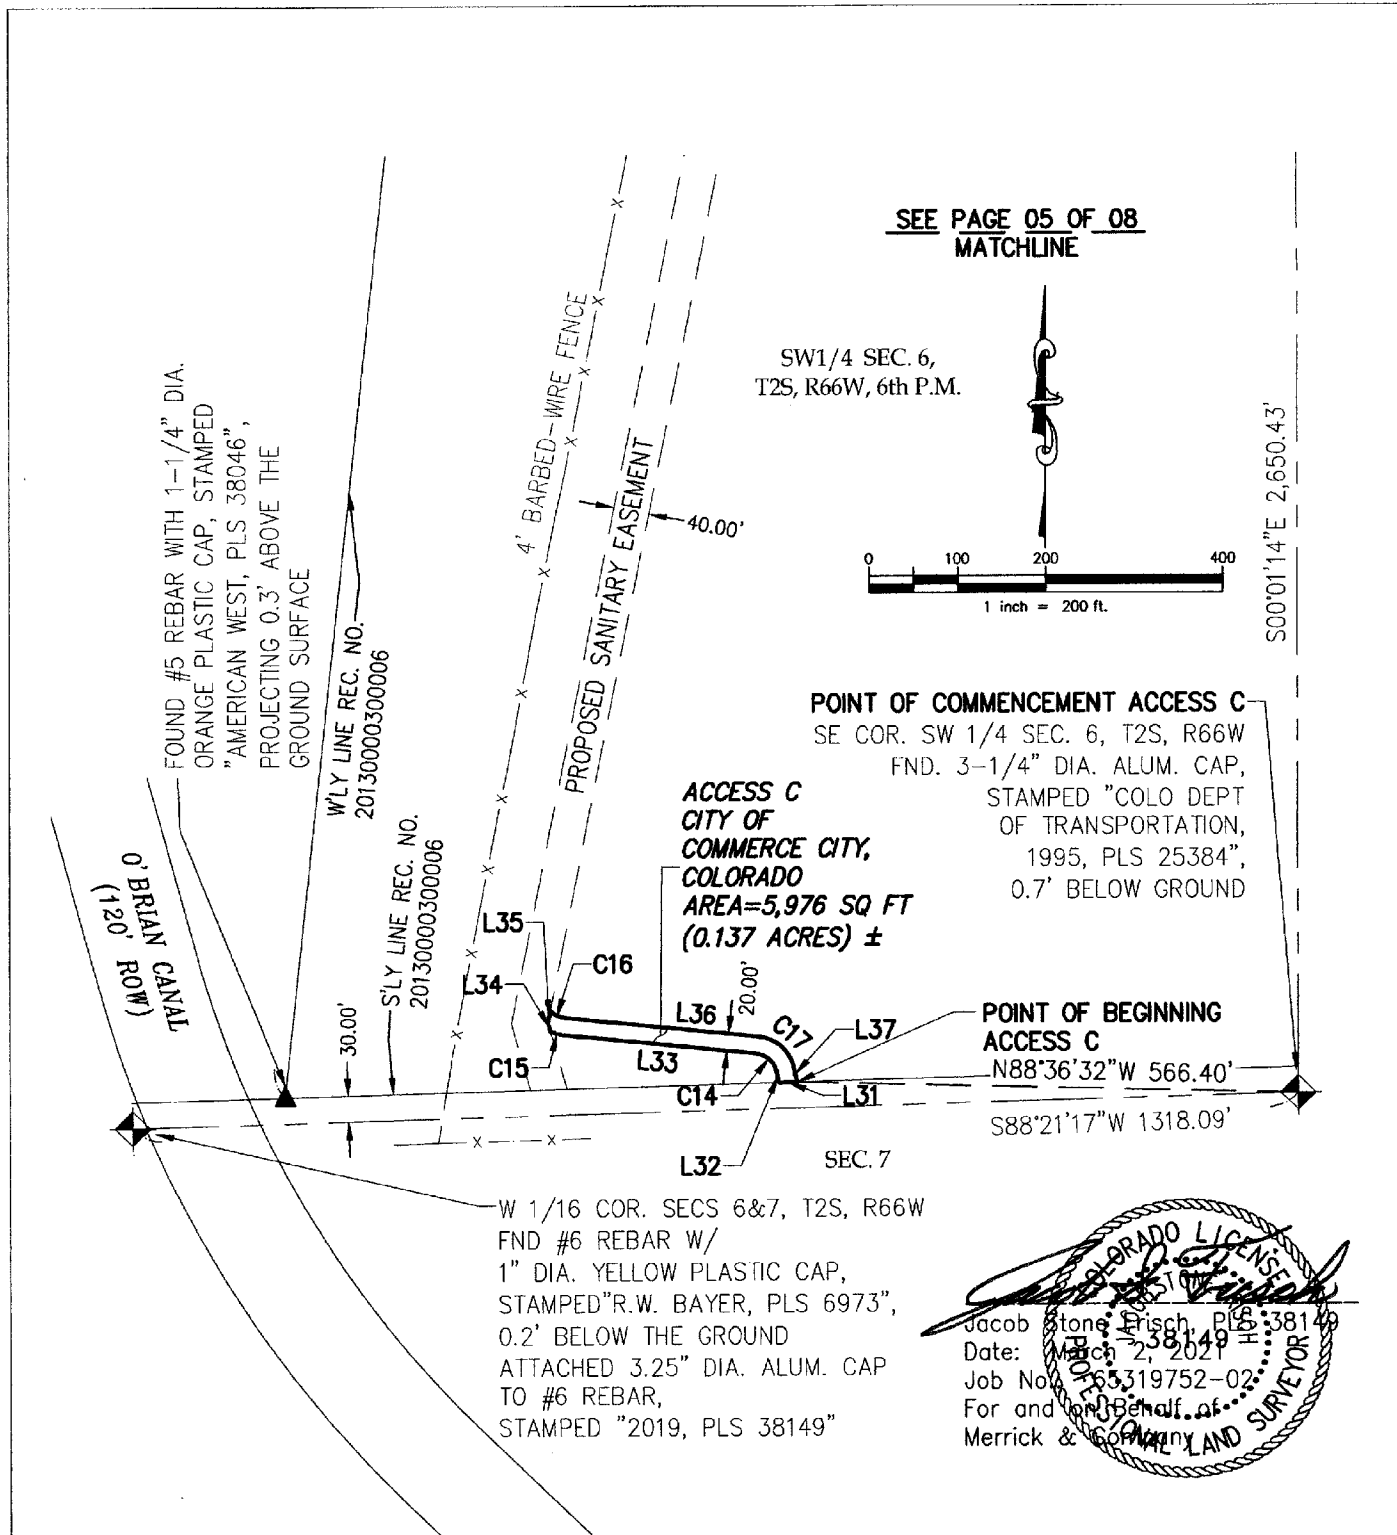 SEE PAGE 05 OF 08
MATCHLINE
SW1/4 SEC. 6,
T2S, R66W, 6th P.M.
0 100 200 400
1 inch = 200 ft.
S00°01'14"E 2,650.43'
FOUND #5 REBAR WITH 1-1/4" DIA.
ORANGE PLASTIC CAP, STAMPED
"AMERICAN WEST, PLS 38046",
PROJECTING 0.3' ABOVE THE
GROUND SURFACE
W'LY LINE REC. NO.
2013000300006
4' BARBED-WIRE FENCE
PROPOSED SANITARY EASEMENT
40.00'
POINT OF COMMENCEMENT ACCESS C
SE COR. SW 1/4 SEC. 6, T2S, R66W
FND. 3-1/4" DIA. ALUM. CAP,
STAMPED "COLO DEPT
OF TRANSPORTATION,
1995, PLS 25384",
0.7' BELOW GROUND
ACCESS C
CITY OF
COMMERCE CITY,
COLORADO
AREA=5,976 SQ FT
(0.137 ACRES) ±
O'BRIAN CANAL
(120' ROW)
S'LY LINE REC. NO.
2013000300006
30.00'
L35
L34
C16
C15
L36
L33
20.00'
C17
L37
C14
L31
L32
POINT OF BEGINNING
ACCESS C
N88°36'32"W 566.40'
S88°21'17"W 1318.09'
SEC. 7
W 1/16 COR. SECS 6&7, T2S, R66W
FND #6 REBAR W/
1" DIA. YELLOW PLASTIC CAP,
STAMPED"R.W. BAYER, PLS 6973",
0.2' BELOW THE GROUND
ATTACHED 3.25" DIA. ALUM. CAP
TO #6 REBAR,
STAMPED "2019, PLS 38149"
Jacob Stone Frisch, PLS 38149
Date: March 2, 2021
Job No. 65319752-02
For and on Behalf of
Merrick & Company
COLORADO LICENSED
38149
PROFESSIONAL LAND SURVEYOR